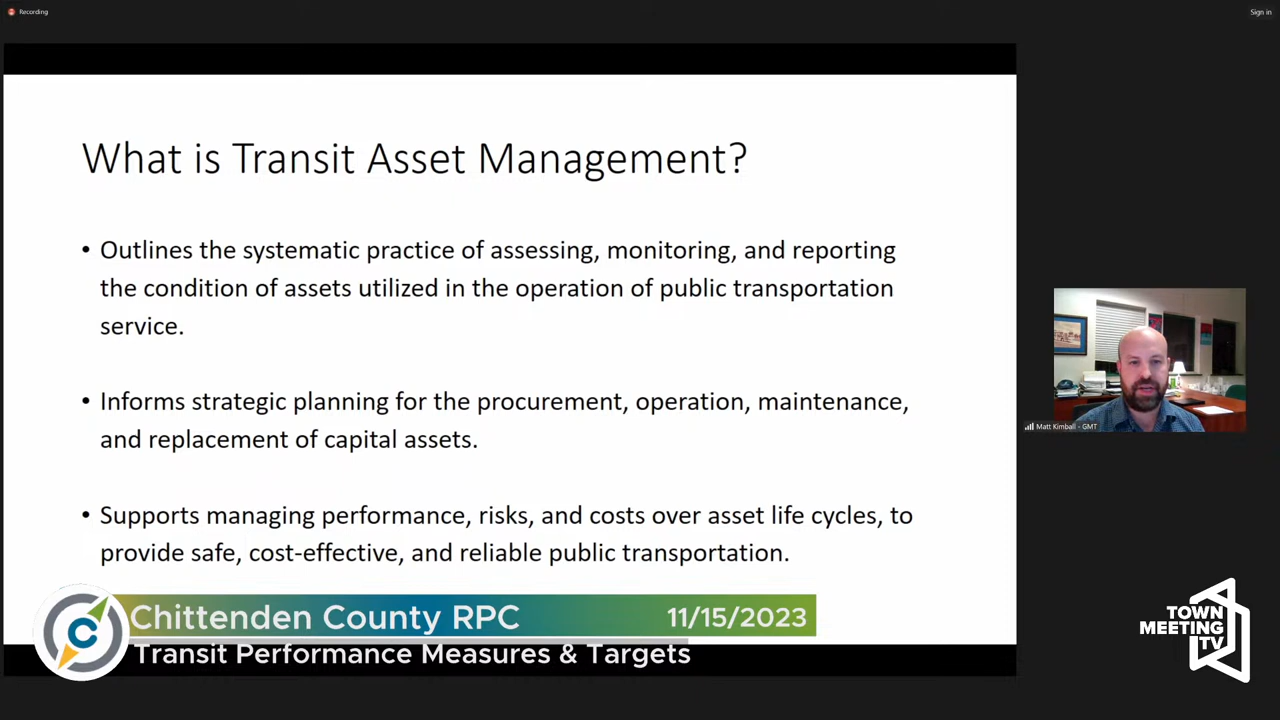 Recording
Sign in
What is Transit Asset Management?
• Outlines the systematic practice of assessing, monitoring, and reporting
the condition of assets utilized in the operation of public transportation
service.
• Informs strategic planning for the procurement, operation, maintenance,
and replacement of capital assets.
• Supports managing performance, risks, and costs over asset life cycles, to
provide safe, cost-effective, and reliable public transportation.
Matt Kimball - GMT
C
Chittenden County RPC
11/15/2023
Transit Performance Measures & Targets
TOWN
MEETING
TV